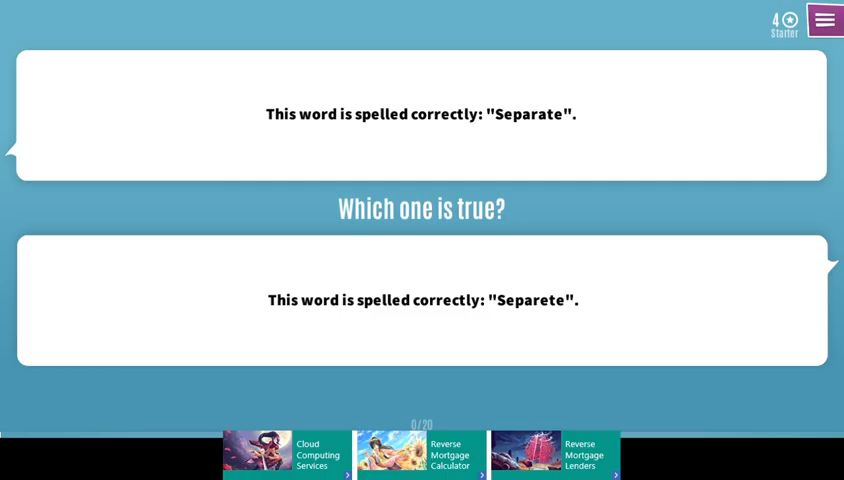 4
Starter
This word is spelled correctly: "Separate".
Which one is true?
This word is spelled correctly: "Separete".
0/20
Cloud
Computing
Services
Reverse
Mortgage
Calculator
Reverse
Mortgage
Lenders